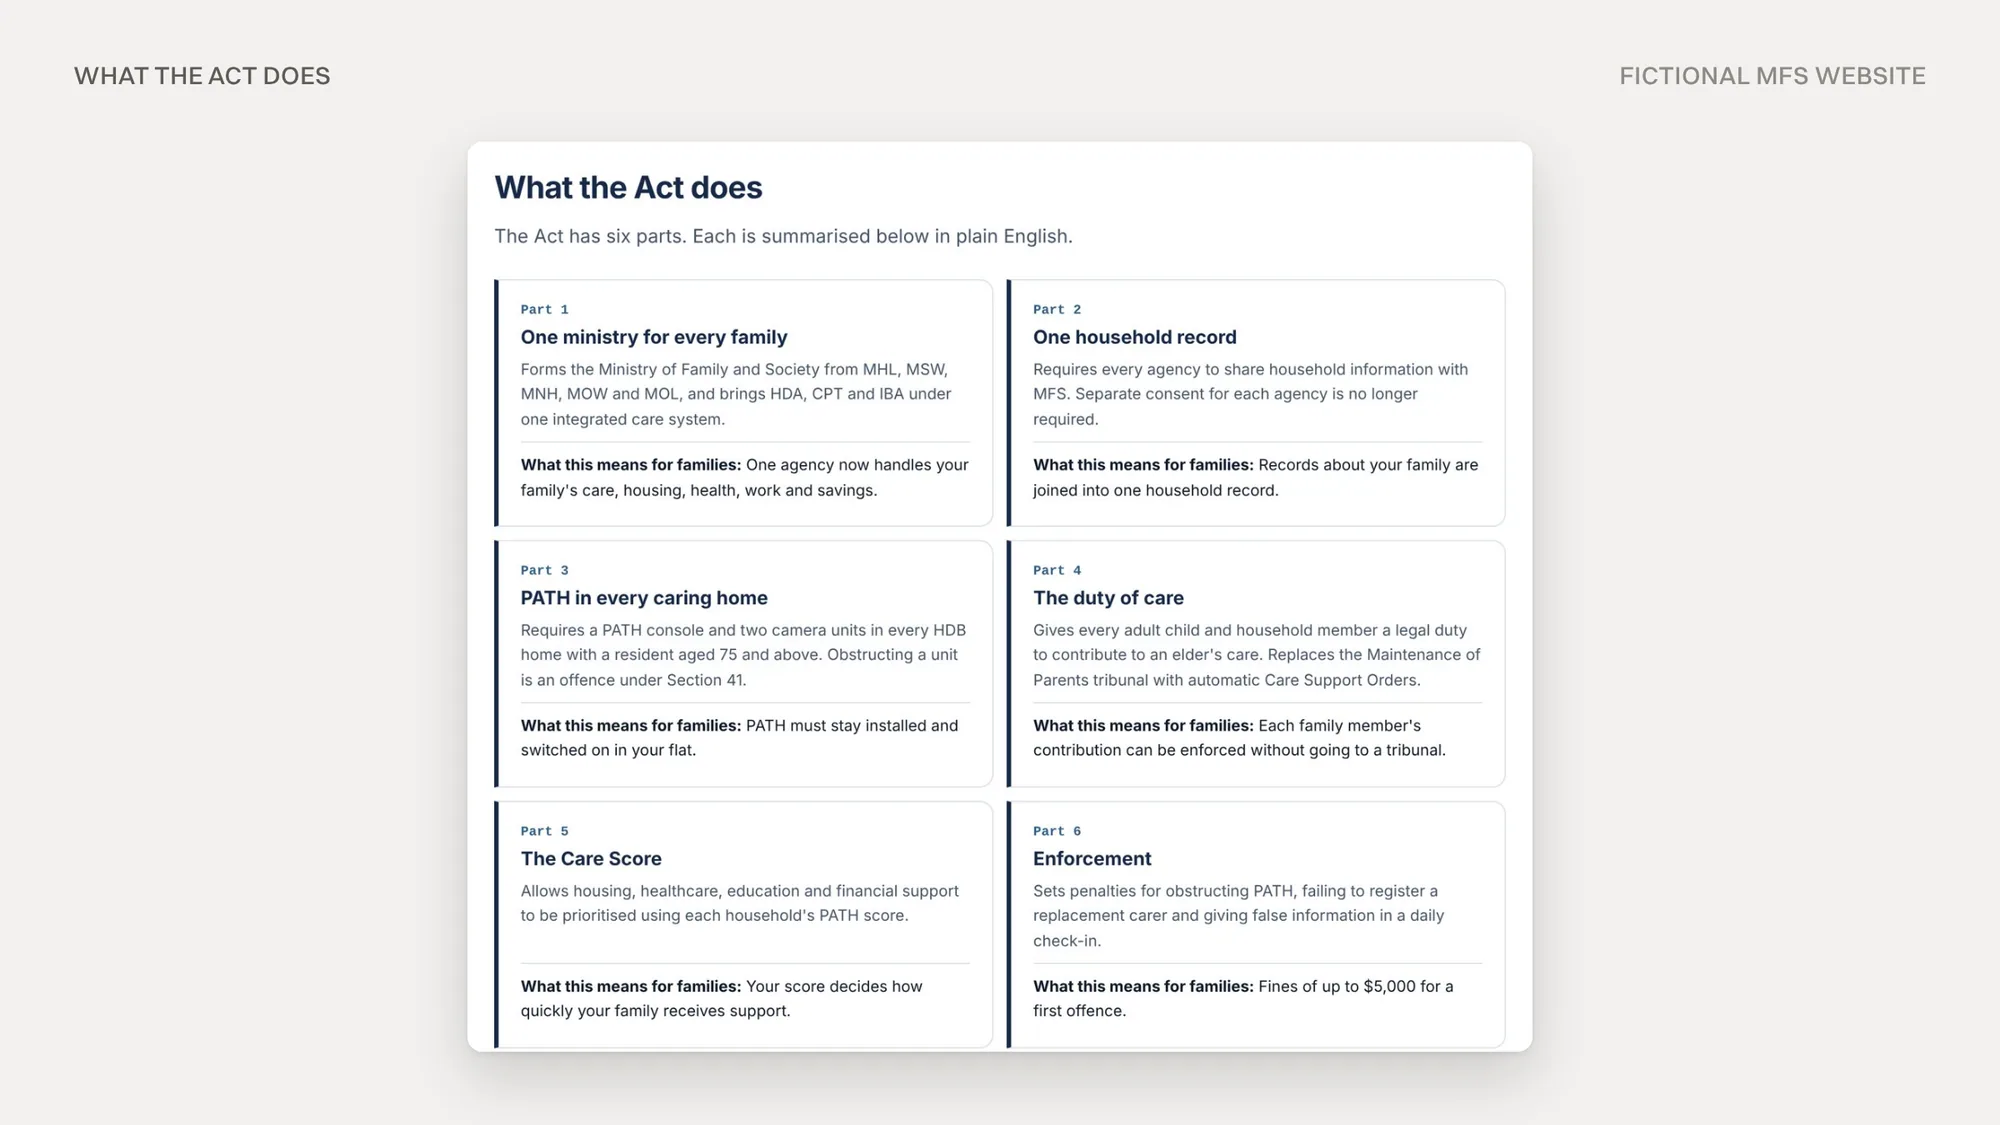 WHAT THE ACT DOES
FICTIONAL MFS WEBSITE
What the Act does
The Act has six parts. Each is summarised below in plain English.
Part 1
One ministry for every family
Forms the Ministry of Family and Society from MHL, MSW,
MNH, MOW and MOL, and brings HDA, CPT and IBA under
one integrated care system.
What this means for families: One agency now handles your
family's care, housing, health, work and savings.
Part 2
One household record
Requires every agency to share household information with
MFS. Separate consent for each agency is no longer
required.
What this means for families: Records about your family are
joined into one household record.
Part 3
PATH in every caring home
Requires a PATH console and two camera units in every HDB
home with a resident aged 75 and above. Obstructing a unit
is an offence under Section 41.
What this means for families: PATH must stay installed and
switched on in your flat.
Part 4
The duty of care
Gives every adult child and household member a legal duty
to contribute to an elder's care. Replaces the Maintenance of
Parents tribunal with automatic Care Support Orders.
What this means for families: Each family member's
contribution can be enforced without going to a tribunal.
Part 5
The Care Score
Allows housing, healthcare, education and financial support
to be prioritised using each household's PATH score.
What this means for families: Your score decides how
quickly your family receives support.
Part 6
Enforcement
Sets penalties for obstructing PATH, failing to register a
replacement carer and giving false information in a daily
check-in.
What this means for families: Fines of up to $5,000 for a
first offence.